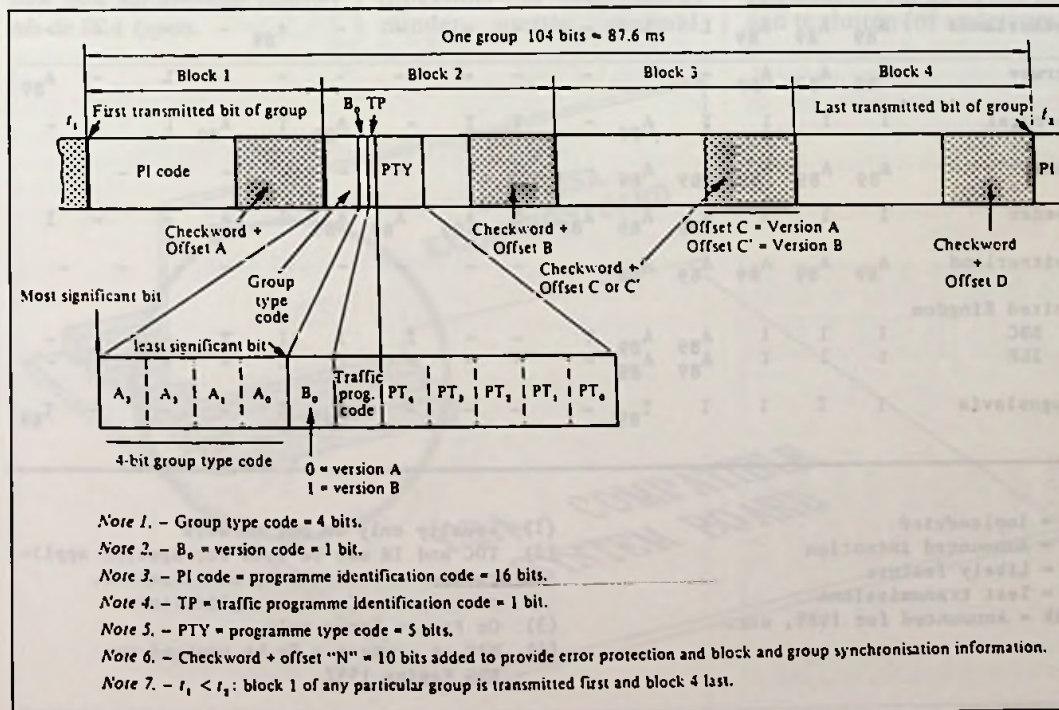 One group 104 bits = 87.6 ms
Block 1 Block 2 Block 3 Block 4
First transmitted bit of group
B₀ TP
Last transmitted bit of group
t₁
t₂
PI code
PTY
PI
Checkword +
Offset A
Group
type
code
Checkword +
Offset B
Checkword +
Offset C or C'
Offset C = Version A
Offset C' = Version B
Checkword
+
Offset D
Most significant bit
least significant bit
A₃ A₂ A₁ A₀ B₀ Traffic prog. code PT₄ PT₃ PT₂ PT₁ PT₀
4-bit group type code
0 = version A
1 = version B
Note 1. – Group type code = 4 bits.
Note 2. – B₀ = version code = 1 bit.
Note 3. – PI code = programme identification code = 16 bits.
Note 4. – TP = traffic programme identification code = 1 bit.
Note 5. – PTY = programme type code = 5 bits.
Note 6. – Checkword + offset "N" = 10 bits added to provide error protection and block and group synchronisation information.
Note 7. – t₁ < t₂: block 1 of any particular group is transmitted first and block 4 last.